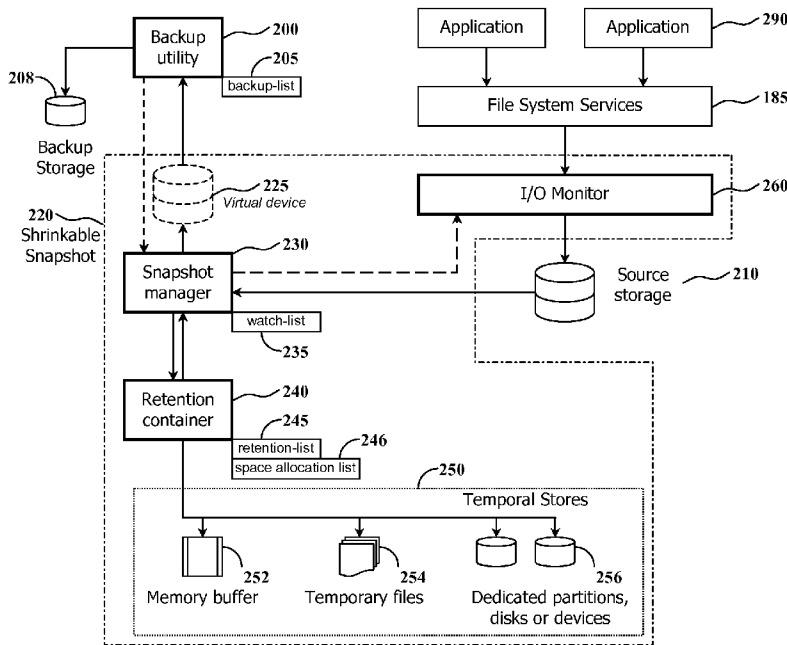 Backup
utility
200
205
backup-list
208
Backup
Storage
Application
Application
290
File System Services
185
225
Virtual device
I/O Monitor
260
220
Shrinkable
Snapshot
230
Snapshot
manager
watch-list
235
Source
storage
210
Retention
container
240
245
retention-list
246
space allocation list
250
Temporal Stores
252
Memory buffer
254
Temporary files
256
Dedicated partitions,
disks or devices